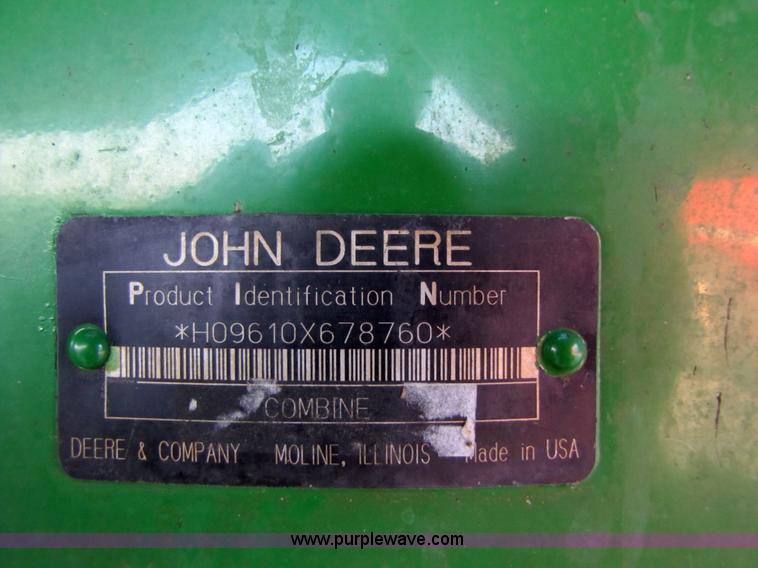 JOHN DEERE
Product Identification Number
*H09610X678760*
COMBINE
DEERE & COMPANY MOLINE, ILLINOIS Made in USA
www.purplewave.com